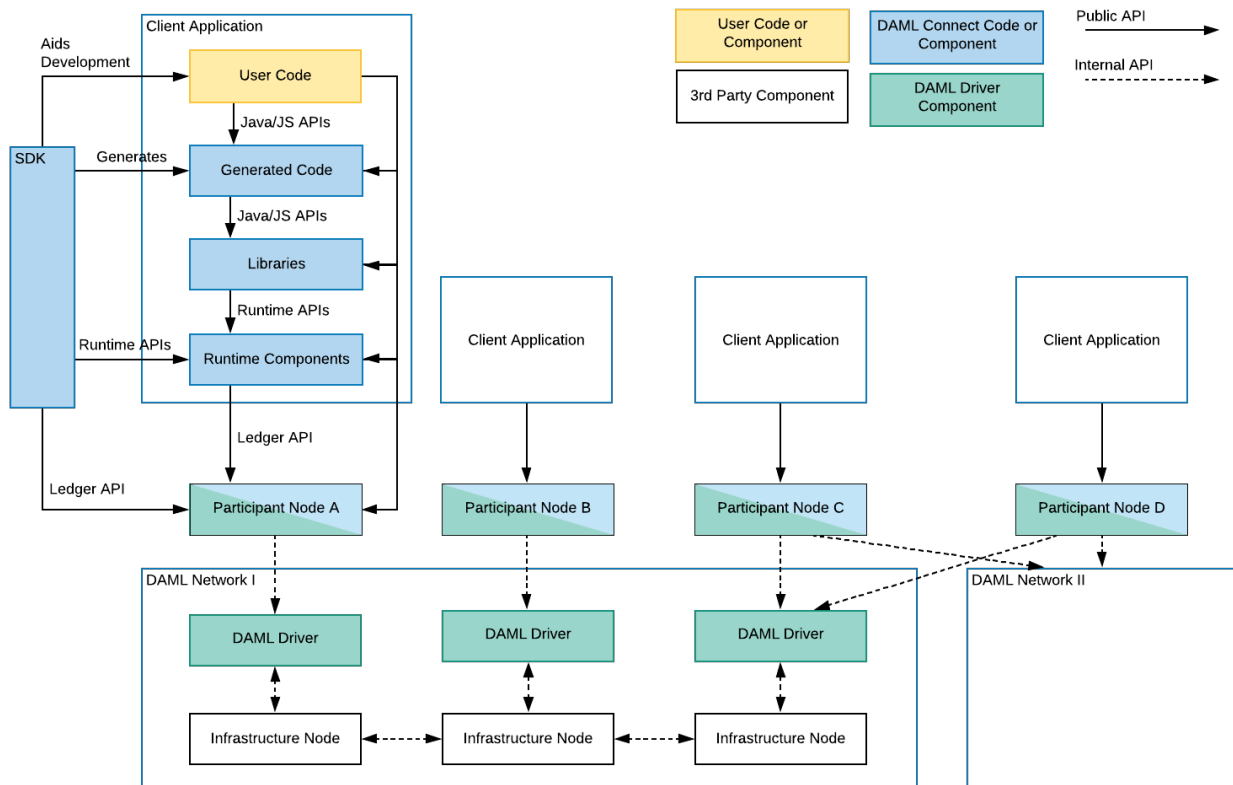 Client Application
User Code or
Component
DAML Connect Code or
Component
Public API
Internal API
3rd Party Component
DAML Driver
Component
Aids
Development
User Code
Java/JS APIs
SDK
Generates
Generated Code
Java/JS APIs
Libraries
Runtime APIs
Runtime APIs
Runtime Components
Client Application
Client Application
Client Application
Ledger API
Ledger API
Participant Node A
Participant Node B
Participant Node C
Participant Node D
DAML Network I
DAML Network II
DAML Driver
DAML Driver
DAML Driver
Infrastructure Node
Infrastructure Node
Infrastructure Node